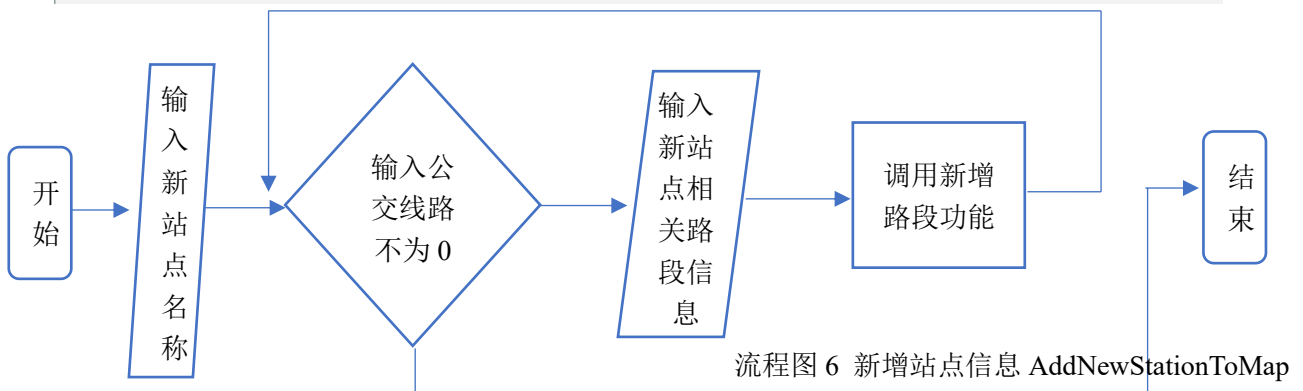 开
始
输
入
新
站
点
名
称
输入公
交线路
不为 0
输入
新站
点相
关路
段信
息
调用新增
路段功能
结
束
流程图 6 新增站点信息 AddNewStationToMap